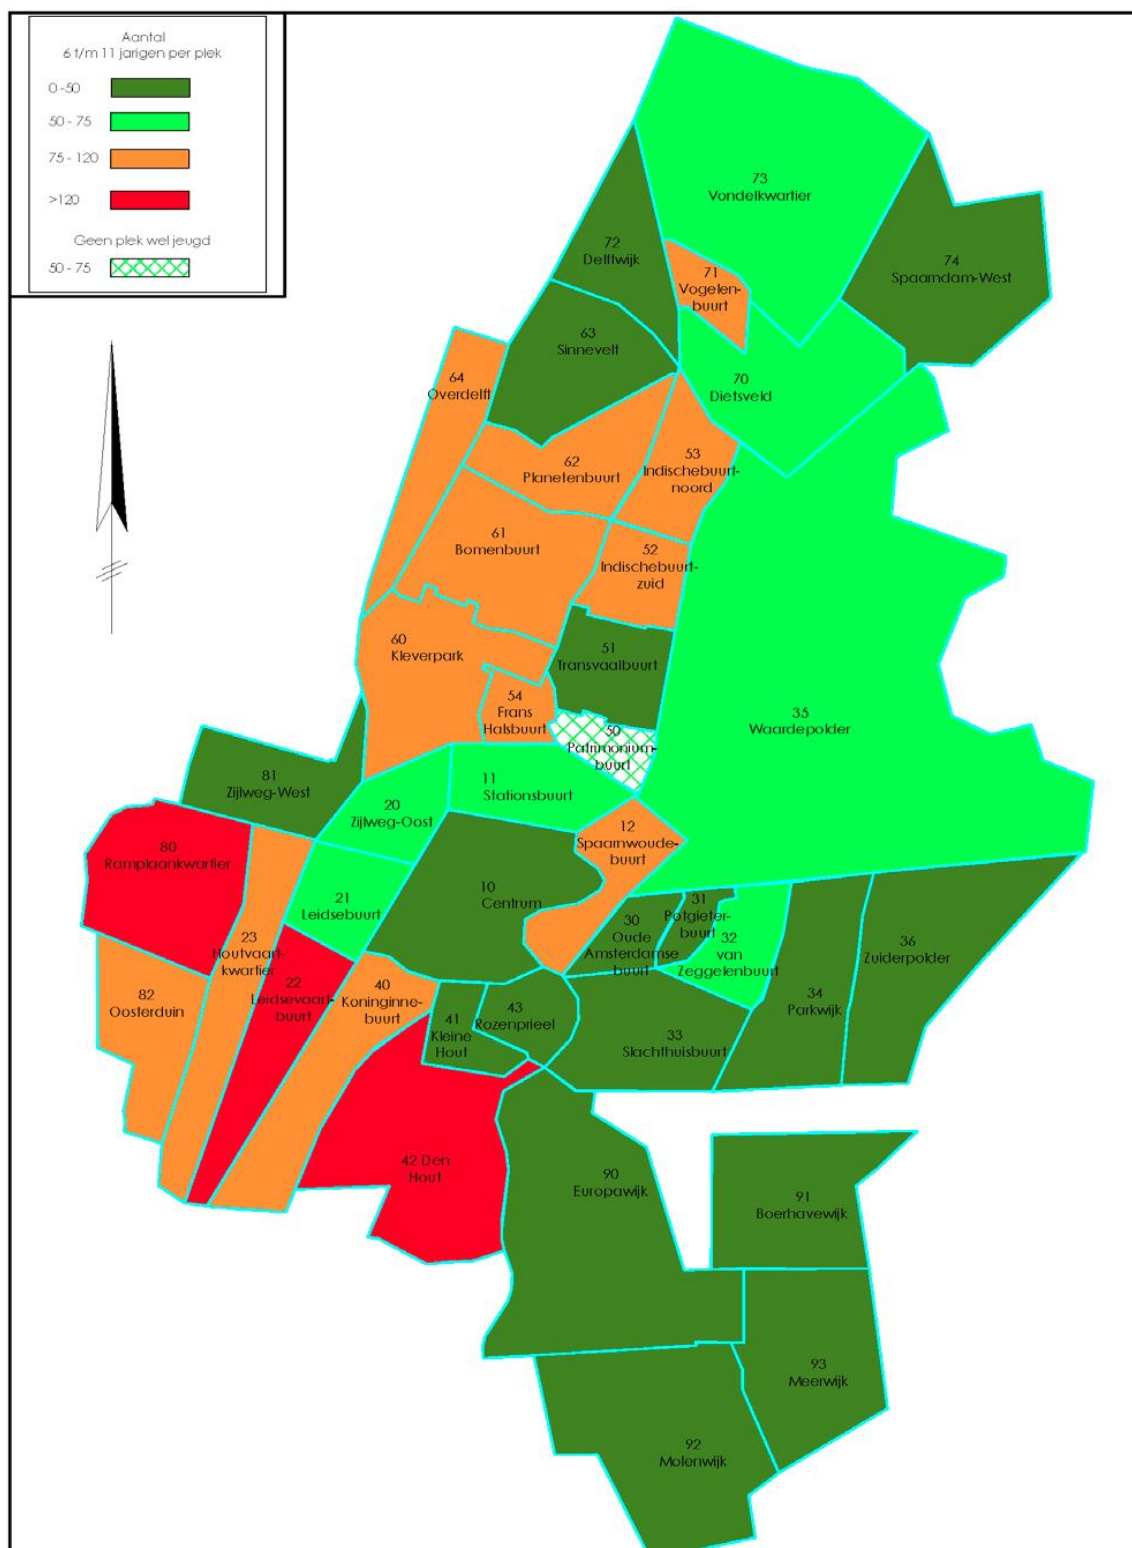 Aantal
6 t/m 11 jarigen per plek
0 -50
50 - 75
75 - 120
>120
Geen plek wel jeugd
50 - 75
73
Vondelkwartier
72
Delftwijk
74
Spaarndam-West
71
Vogelen-
buurt
63
Sinnevelt
64
Overdelft
70
Dietsveld
62
Planetenbuurt
53
Indischebuurt-
noord
61
Bomenbuurt
52
Indischebuurt-
zuid
60
Kleverpark
51
Transvaalbuurt
54
Frans
Halsbuurt
50
Patrimonium-
buurt
35
Waardepolder
81
Zijlweg-West
11
Stationsbuurt
20
Zijlweg-Oost
12
Spaarnwoude-
buurt
80
Ramplaankwartier
10
Centrum
21
Leidsebuurt
31
Potgieter-
buurt
30
Oude
Amsterdamse
buurt
32
van
Zeggelenbuurt
36
Zuiderpolder
23
Houtvaart-
kwartier
22
Leidsevaart-
buurt
40
Koninginne-
buurt
82
Oosterduin
34
Parkwijk
41
Kleine
Hout
43
Rozenprieel
33
Slachthuisbuurt
42 Den
Hout
90
Europawijk
91
Boerhavewijk
93
Meerwijk
92
Molenwijk